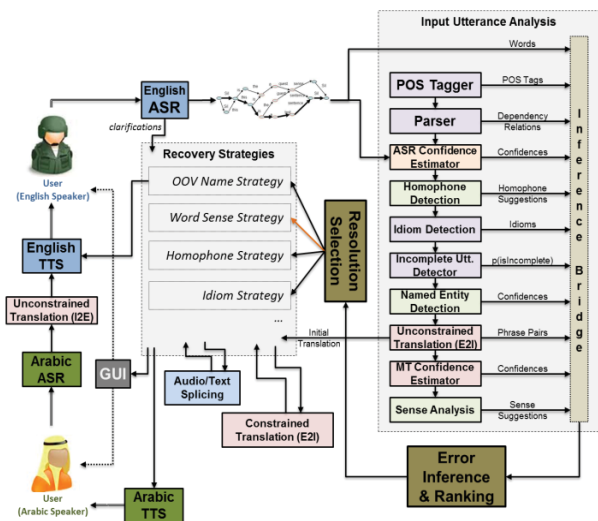 Input Utterance Analysis
Words
English
ASR
clarifications
POS Tagger
POS Tags
Parser
Dependency
Relations
ASR Confidence
Estimator
Confidences
Homophone
Detection
Homophone
Suggestions
Idiom Detection
Idioms
Incomplete Utt.
Detector
p(isIncomplete)
Named Entity
Detection
Confidences
Unconstrained
Translation (E2I)
Phrase Pairs
MT Confidence
Estimator
Confidences
Sense Analysis
Sense
Suggestions
Inference
Bridge
Recovery Strategies
OOV Name Strategy
Word Sense Strategy
Homophone Strategy
Idiom Strategy
...
Resolution
Selection
Initial
Translation
User
(English Speaker)
English
TTS
Unconstrained
Translation (I2E)
Arabic
ASR
GUI
Audio/Text
Splicing
Constrained
Translation (E2I)
Error
Inference
& Ranking
User
(Arabic Speaker)
Arabic
TTS